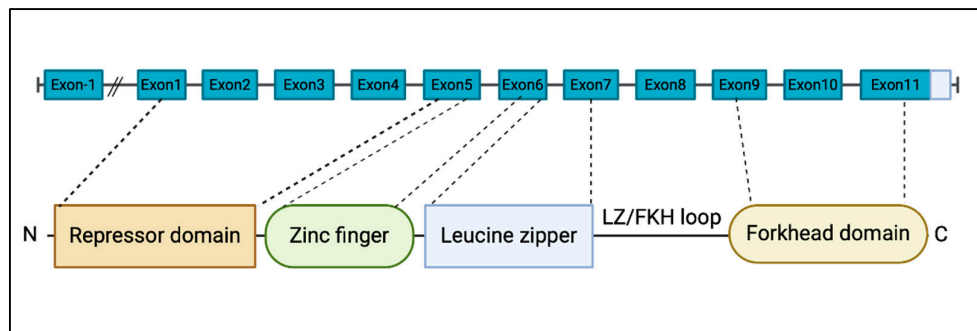 Exon-1 Exon1 Exon2 Exon3 Exon4 Exon5 Exon6 Exon7 Exon8 Exon9 Exon10 Exon11
LZ/FKH loop
N Repressor domain Zinc finger Leucine zipper Forkhead domain C